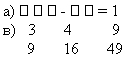 а) □ □ □ - □ □ = 1
в) 3 4 9
9 16 49